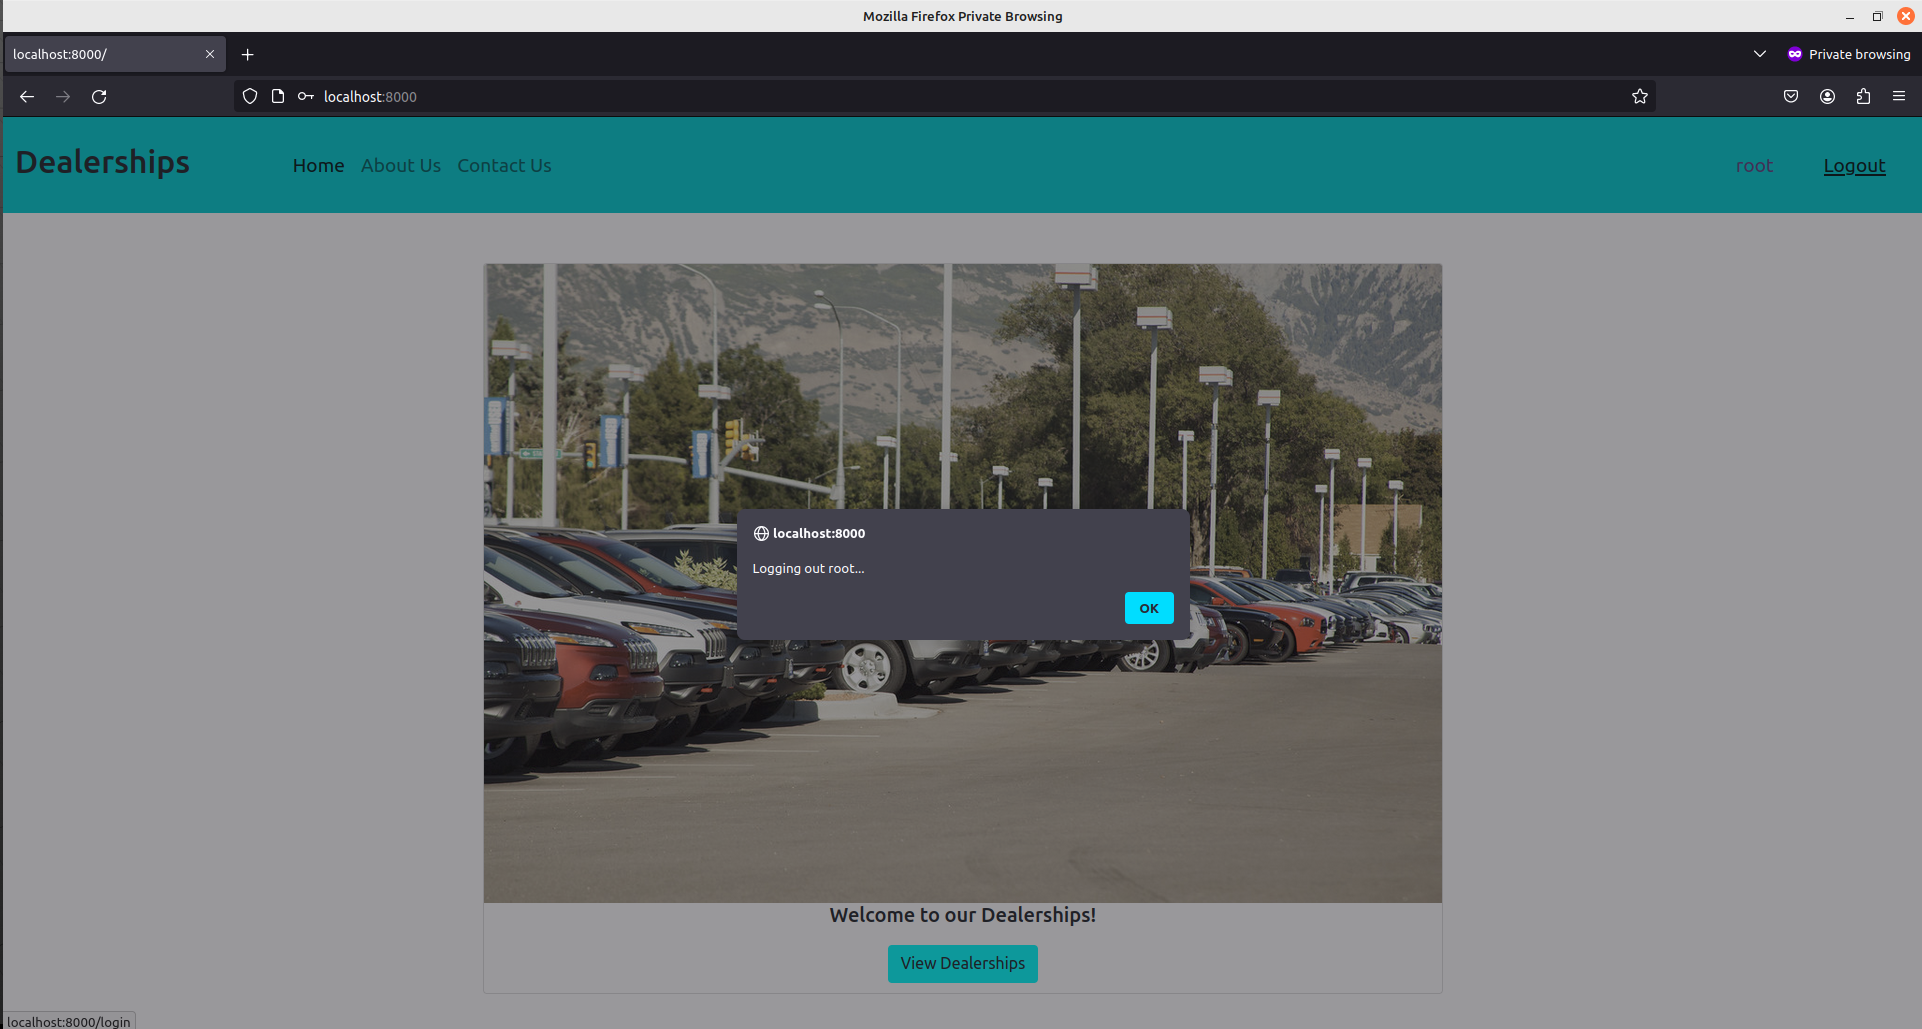 Mozilla Firefox Private Browsing
localhost:8000/
Private browsing
localhost:8000
Dealerships
Home About Us Contact Us root Logout
localhost:8000
Logging out root...
OK
Welcome to our Dealerships!
View Dealerships
localhost:8000/login